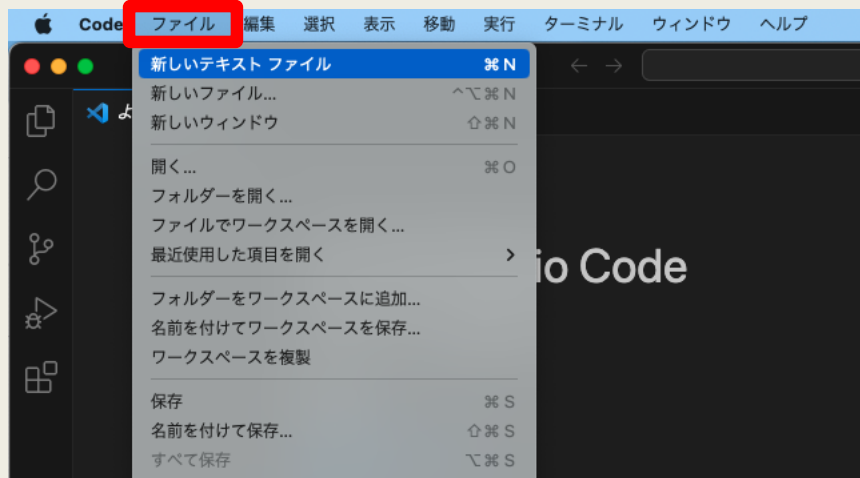 Code ファイル 編集 選択 表示 移動 実行 ターミナル ウィンドウ ヘルプ
新しいテキスト ファイル ⌘ N
新しいファイル... ^⌥⌘ N
新しいウィンドウ ⇧⌘ N
開く... ⌘ O
フォルダーを開く...
ファイルでワークスペースを開く...
最近使用した項目を開く
io Code
フォルダーをワークスペースに追加...
名前を付けてワークスペースを保存...
ワークスペースを複製
保存 ⌘ S
名前を付けて保存... ⇧⌘ S
すべて保存 ⌥⌘ S